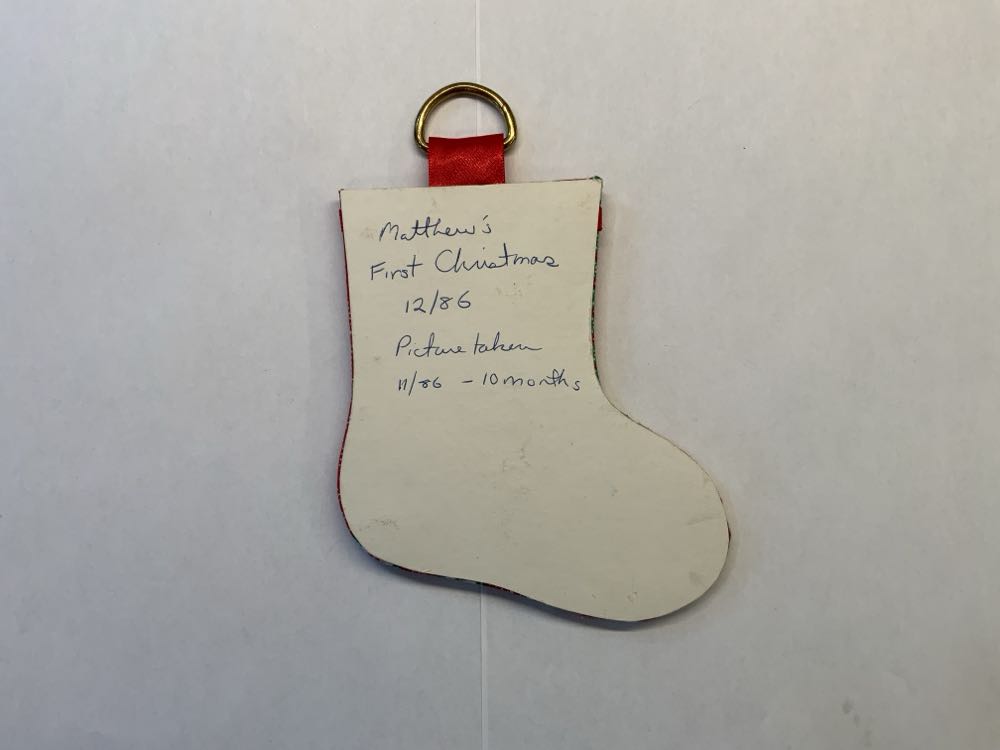 Matthew's
First Christmas
12/86
Picture taken
11/86 - 10 months